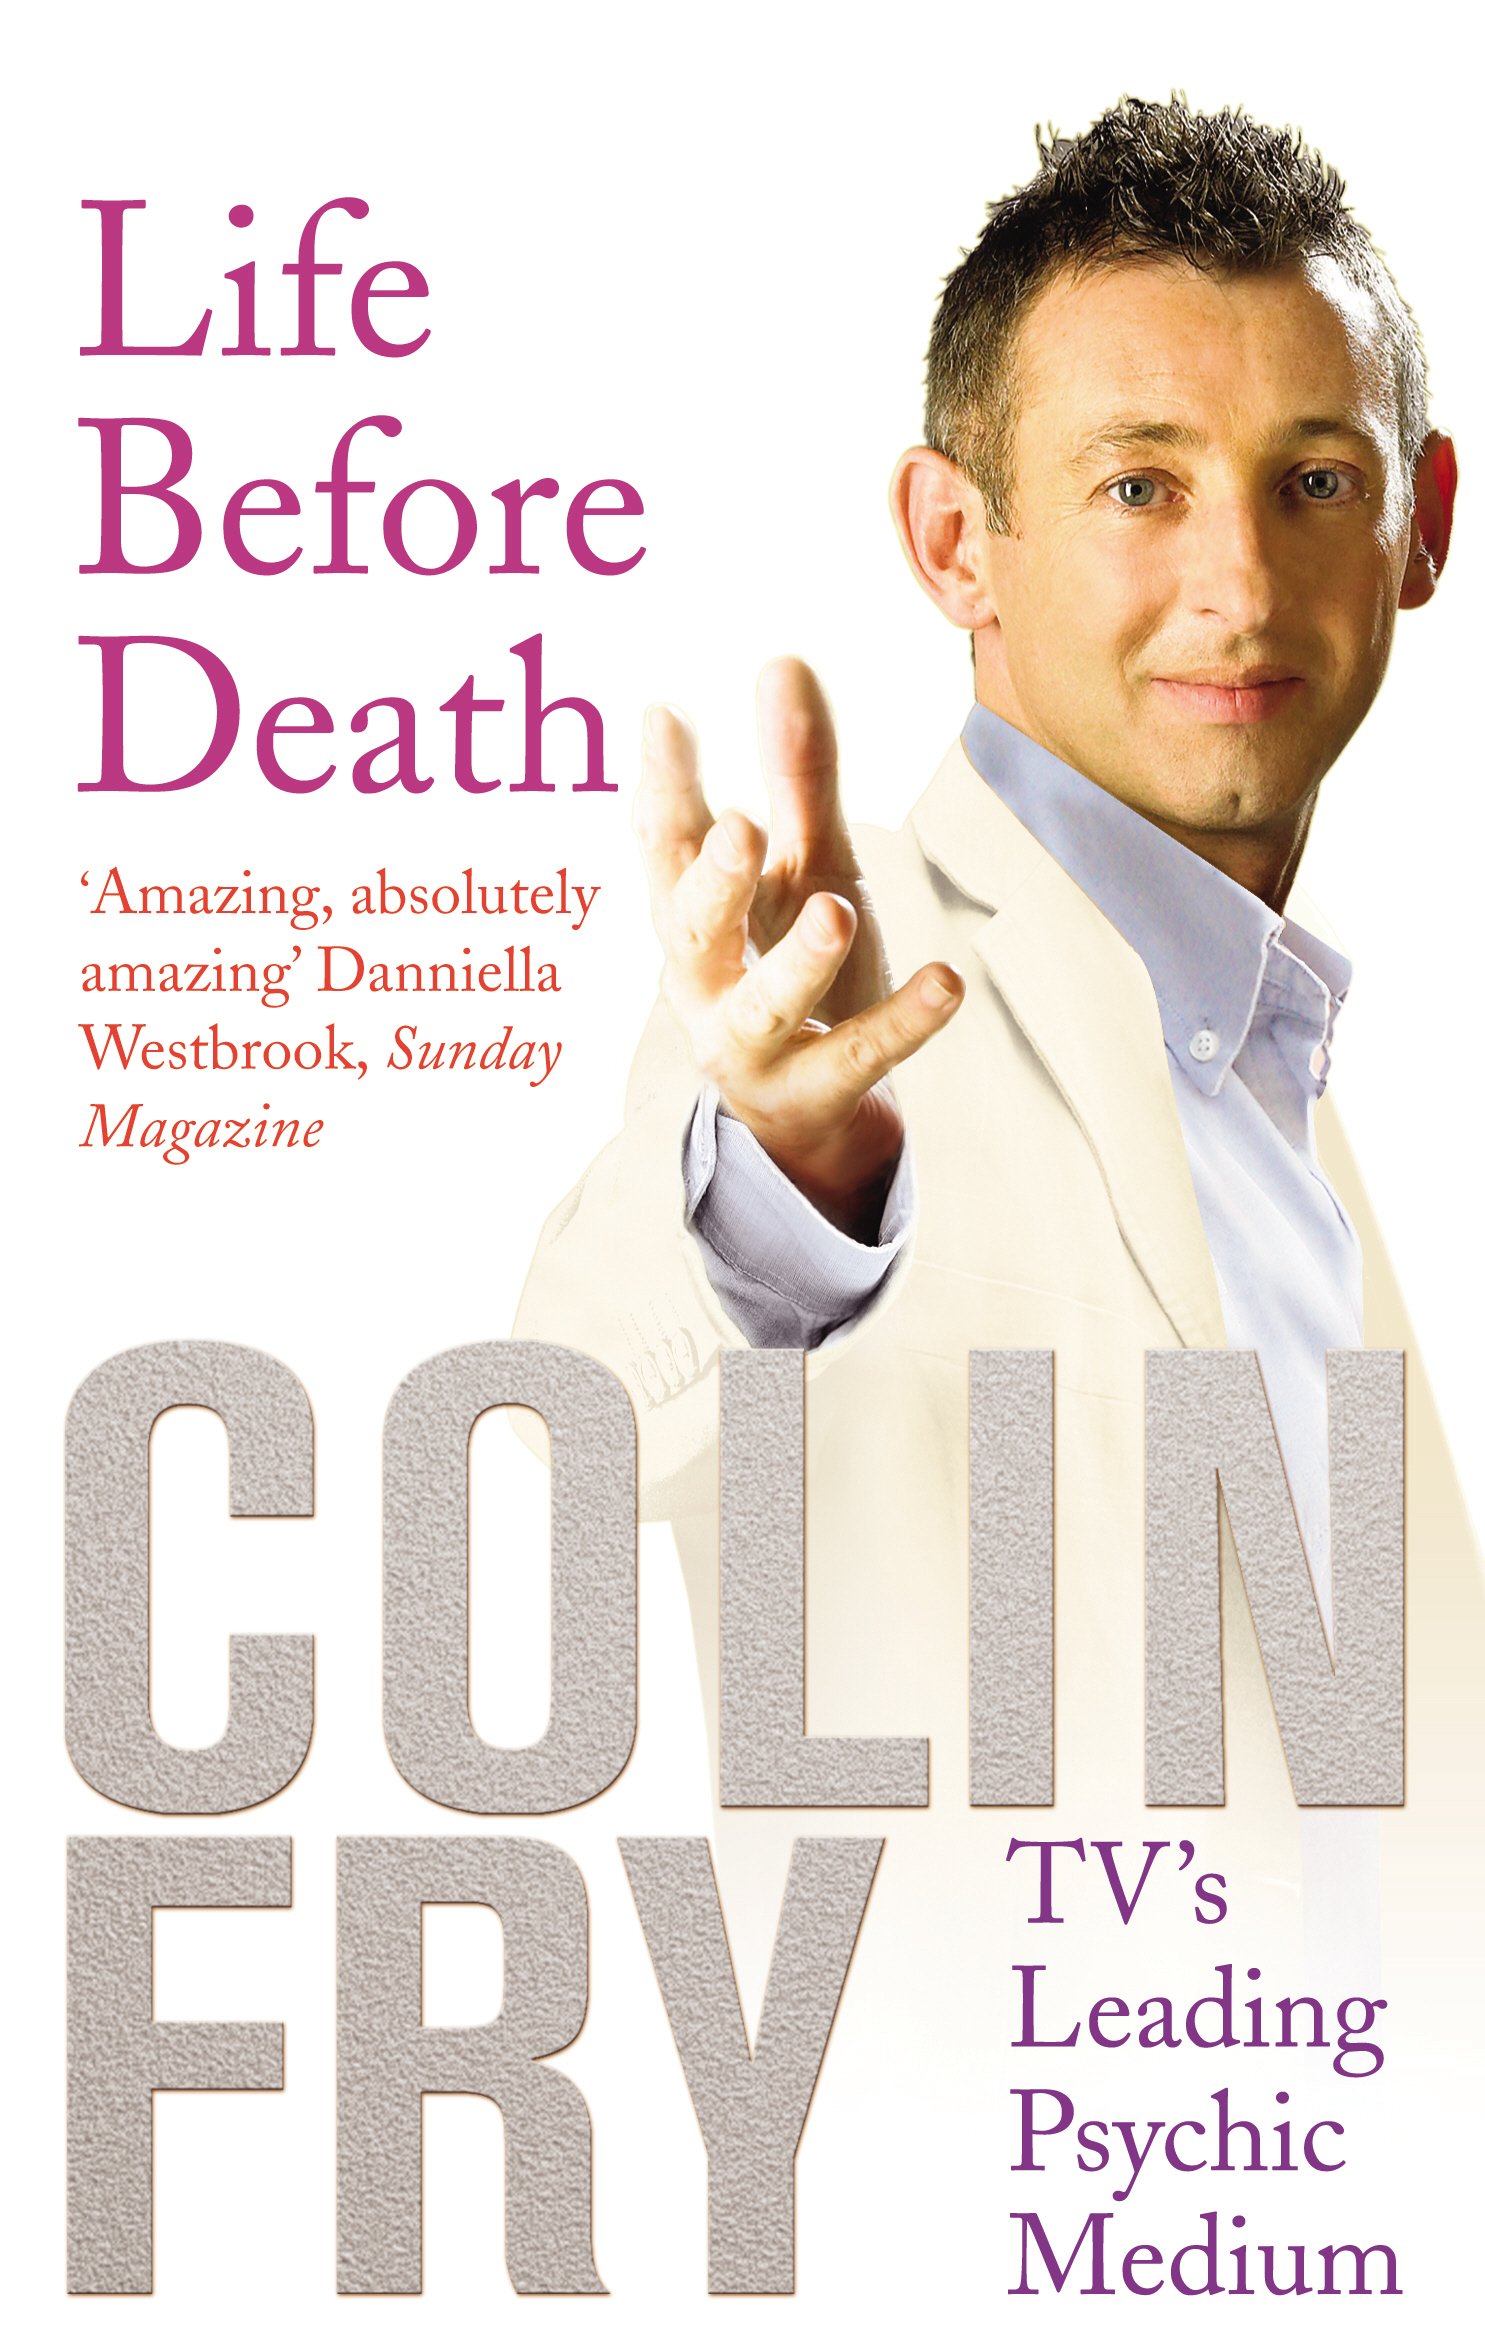 Life
Before
Death
‘Amazing, absolutely
amazing’ Danniella
Westbrook, Sunday
Magazine
COLIN
FRY
TV’s
Leading
Psychic
Medium